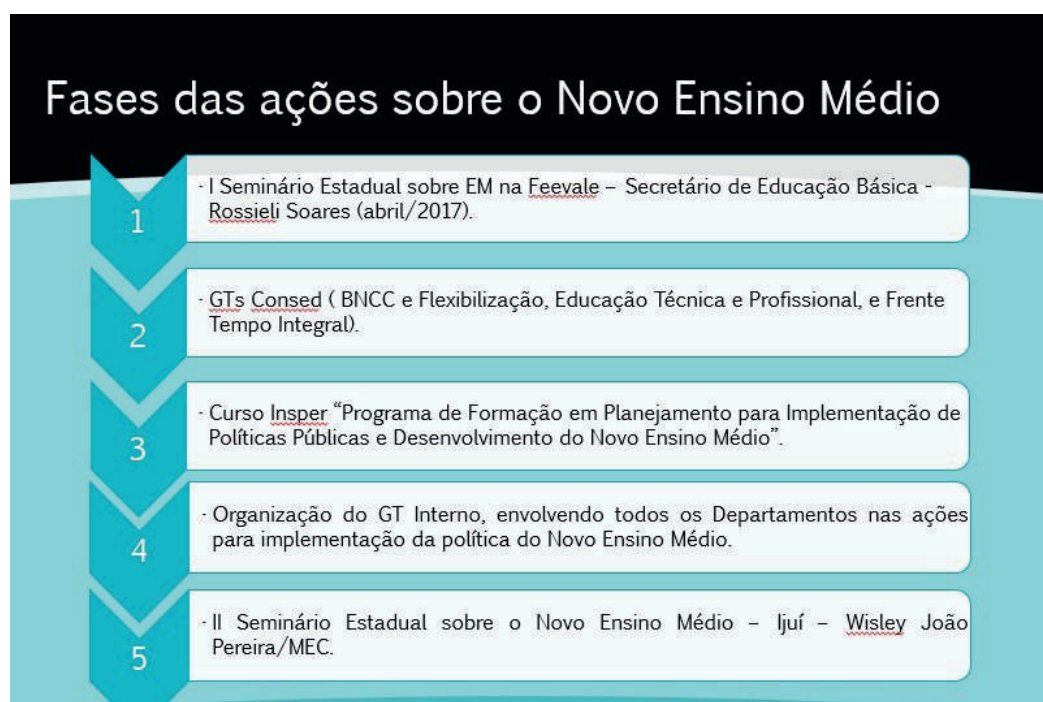 Fases das ações sobre o Novo Ensino Médio
1
- I Seminário Estadual sobre EM na Feevale – Secretário de Educação Básica -
Rossieli Soares (abril/2017).
2
- GTs Consed ( BNCC e Flexibilização, Educação Técnica e Profissional, e Frente
Tempo Integral).
3
- Curso Insper “Programa de Formação em Planejamento para Implementação de
Políticas Públicas e Desenvolvimento do Novo Ensino Médio”.
4
- Organização do GT Interno, envolvendo todos os Departamentos nas ações
para implementação da política do Novo Ensino Médio.
5
- II Seminário Estadual sobre o Novo Ensino Médio – Ijuí – Wisley João
Pereira/MEC.